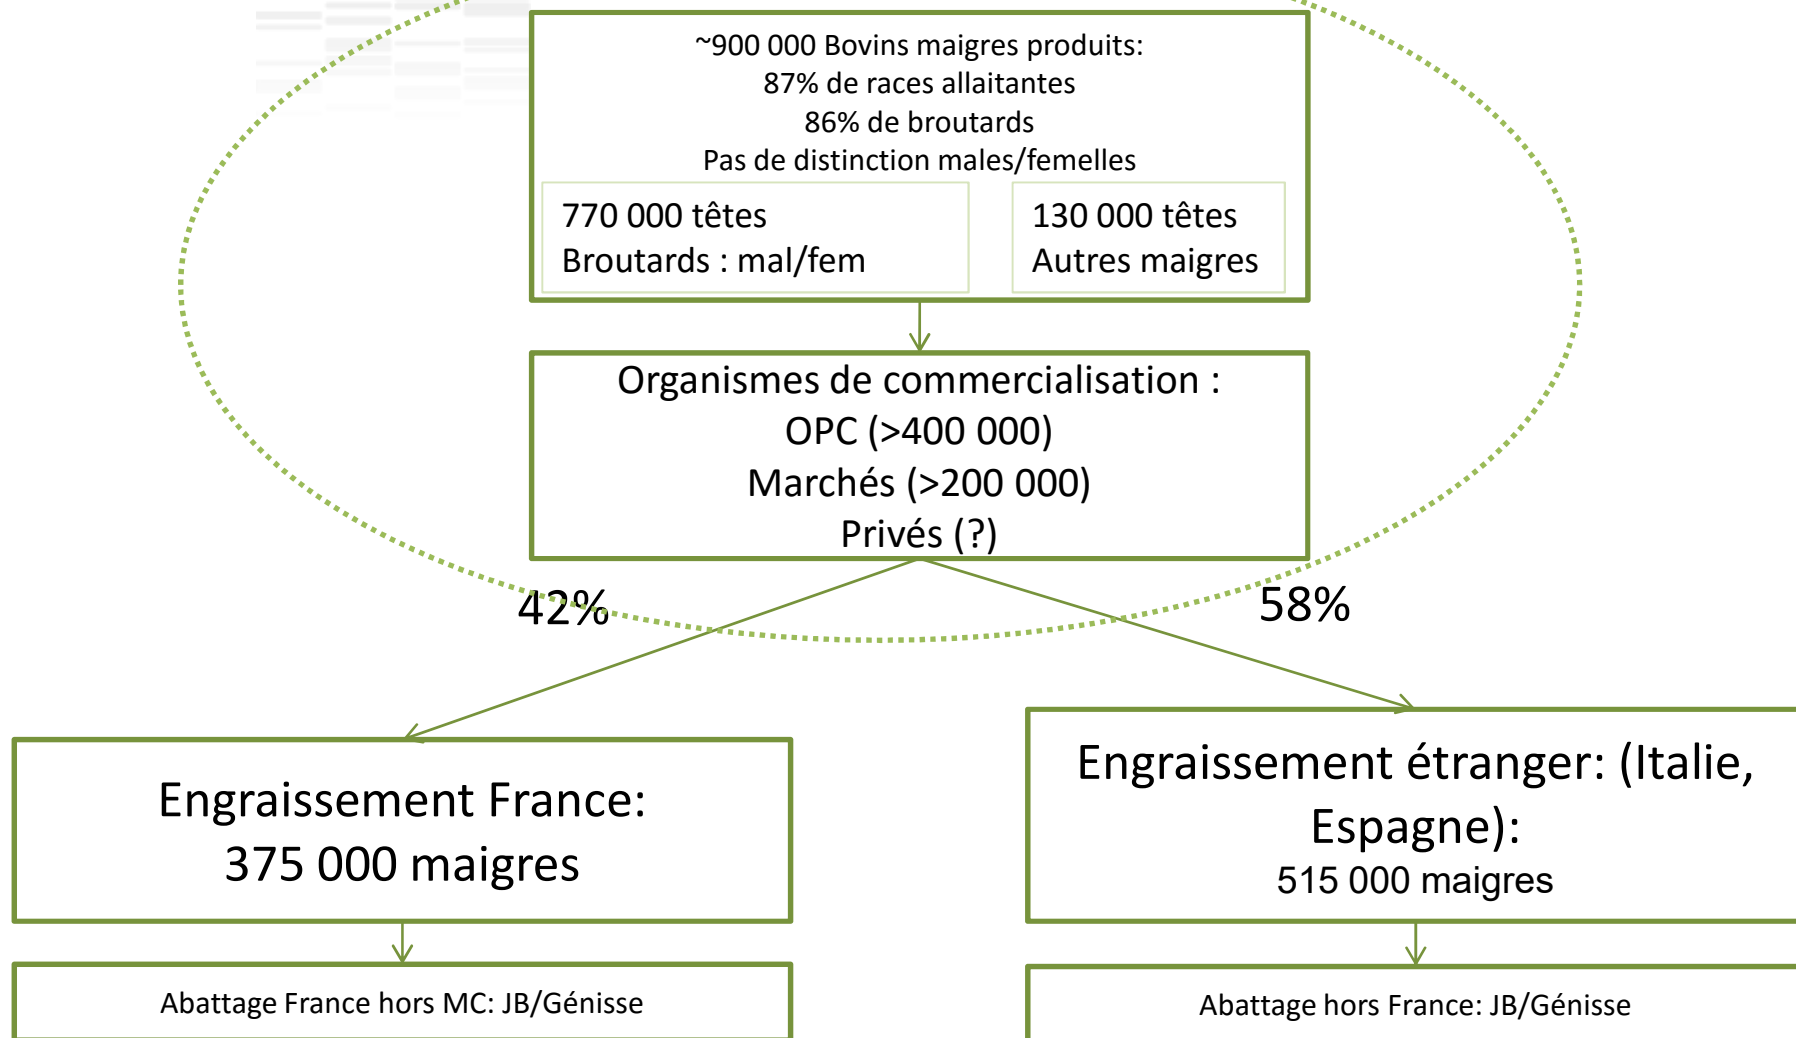 ~900 000 Bovins maigres produits:
87% de races allaitantes
86% de broutards
Pas de distinction males/femelles
770 000 têtes
Broutards : mal/fem
130 000 têtes
Autres maigres
Organismes de commercialisation :
OPC (>400 000)
Marchés (>200 000)
Privés (?)
42%
58%
Engraissement France:
375 000 maigres
Engraissement étranger: (Italie,
Espagne):
515 000 maigres
Abattage France hors MC: JB/Génisse
Abattage hors France: JB/Génisse